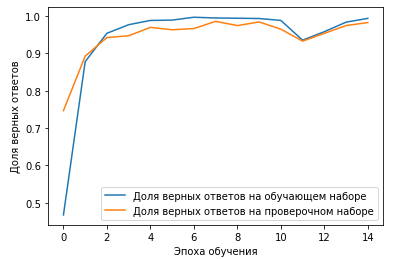 1.0
0.9
0.8
0.7
0.6
0.5
Доля верных ответов
Доля верных ответов на обучающем наборе
Доля верных ответов на проверочном наборе
0 2 4 6 8 10 12 14
Эпоха обучения